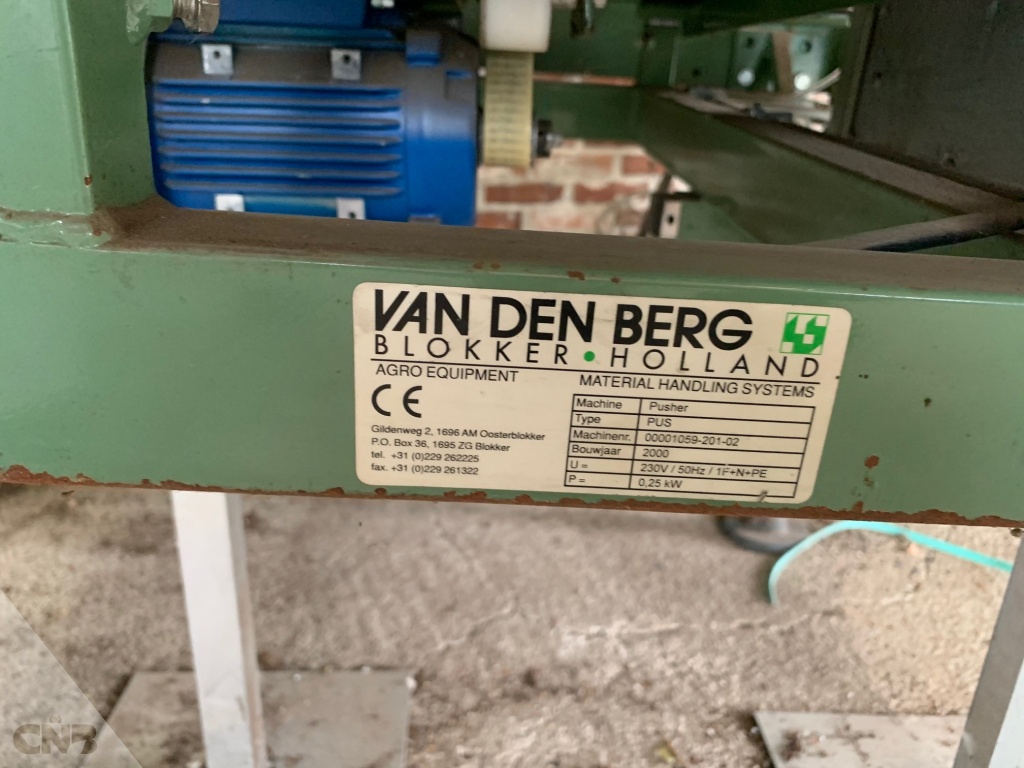 VAN DEN BERG
BLOKKER • HOLLAND
AGRO EQUIPMENT
MATERIAL HANDLING SYSTEMS
CE
Gildenweg 2, 1696 AM Oosterblokker
P.O. Box 36, 1695 ZG Blokker
tel. +31 (0)229 262225
fax. +31 (0)229 261322
Machine Pusher
Type PUS
Machinenr. 00001059-201-02
Bouwjaar 2000
U = 230V / 50Hz / 1F+N+PE
P = 0,25 kW
CNB